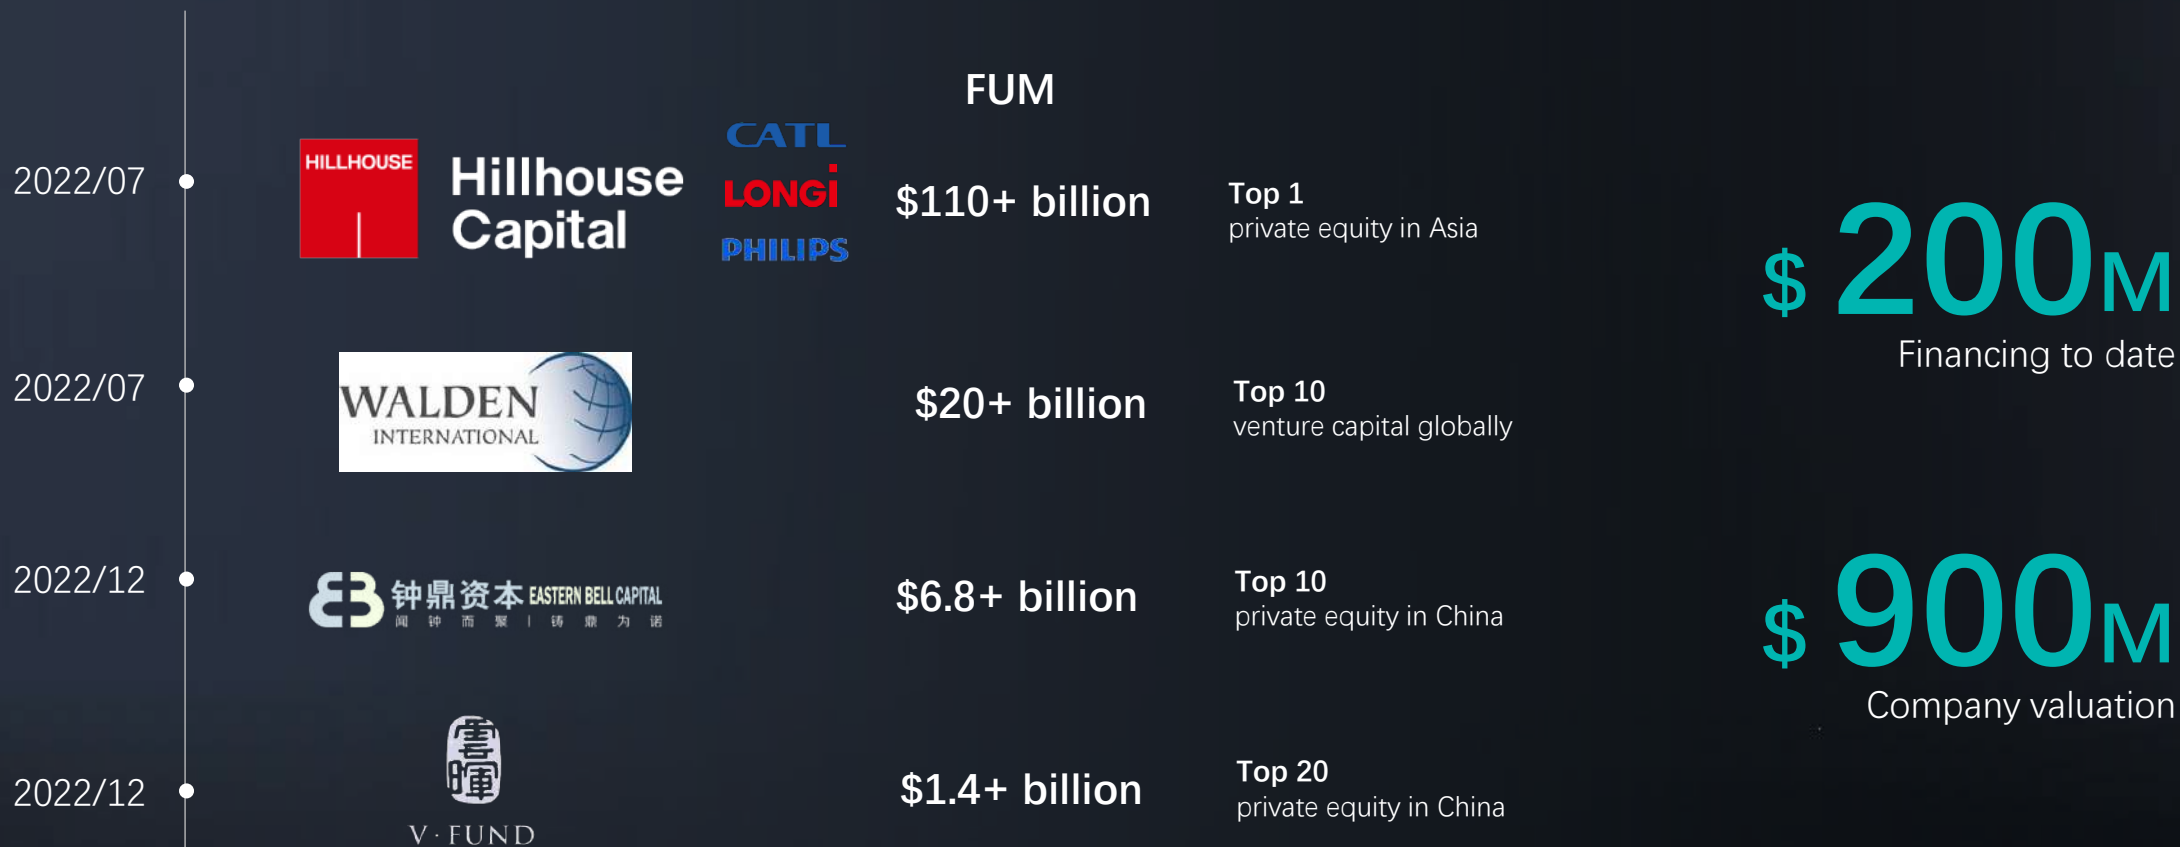 FUM
2022/07
HILLHOUSE
Hillhouse
Capital
CATL
LONGi
PHILIPS
$110+ billion
Top 1
private equity in Asia
$ 200M
Financing to date
2022/07
WALDEN
INTERNATIONAL
$20+ billion
Top 10
venture capital globally
2022/12
钟鼎资本 EASTERN BELL CAPITAL
闻钟而聚 | 铸鼎为诺
$6.8+ billion
Top 10
private equity in China
$ 900M
Company valuation
2022/12
雲暉
V·FUND
$1.4+ billion
Top 20
private equity in China